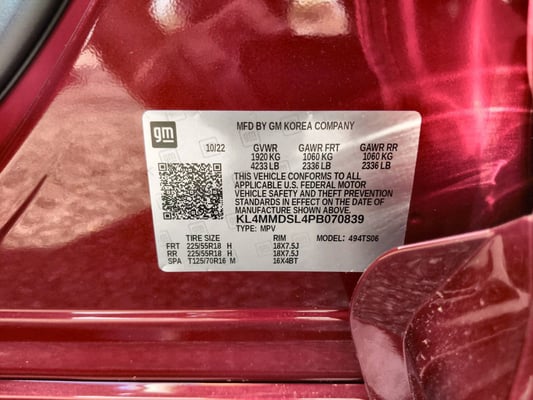 gm
MFD BY GM KOREA COMPANY
10/22 GVWR GAWR FRT GAWR RR
1920 KG 1060 KG 1060 KG
4233 LB 2336 LB 2336 LB
THIS VEHICLE CONFORMS TO ALL
APPLICABLE U.S. FEDERAL MOTOR
VEHICLE SAFETY AND THEFT PREVENTION
STANDARDS IN EFFECT ON THE DATE OF
MANUFACTURE SHOWN ABOVE.
KL4MMDSL4PB070839
TYPE: MPV
TIRE SIZE RIM MODEL: 494TS06
FRT 225/55R18 H 18X7.5J
RR 225/55R18 H 18X7.5J
SPA T125/70R16 M 16X4BT